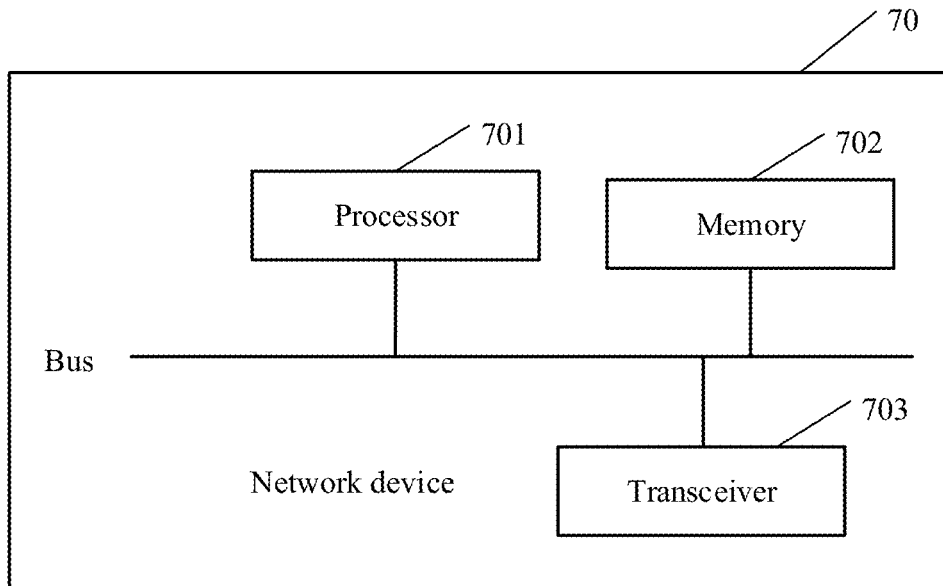 70
701
702
Processor
Memory
Bus
703
Network device
Transceiver